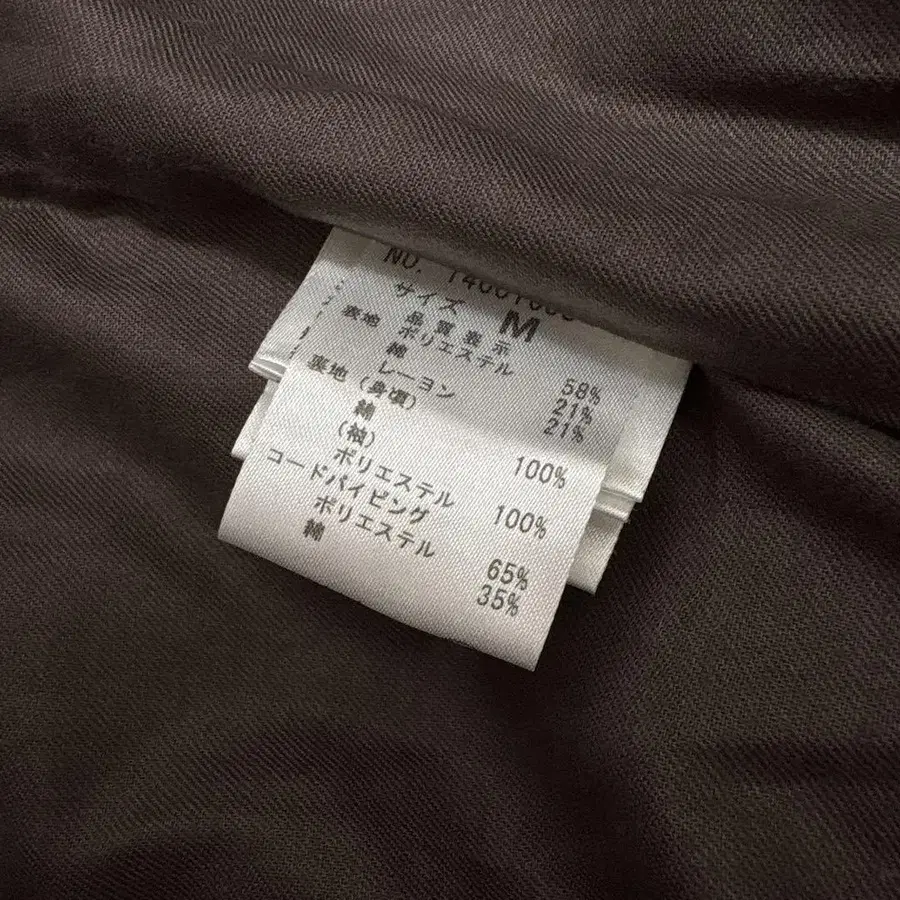 NO.
サイズ M
品質表示
表地 ポリエステル 58%
綿 21%
レーヨン 21%
裏地(身頃)
綿 100%
(袖)
ポリエステル 100%
コードパイピング
ポリエステル 65%
綿 35%